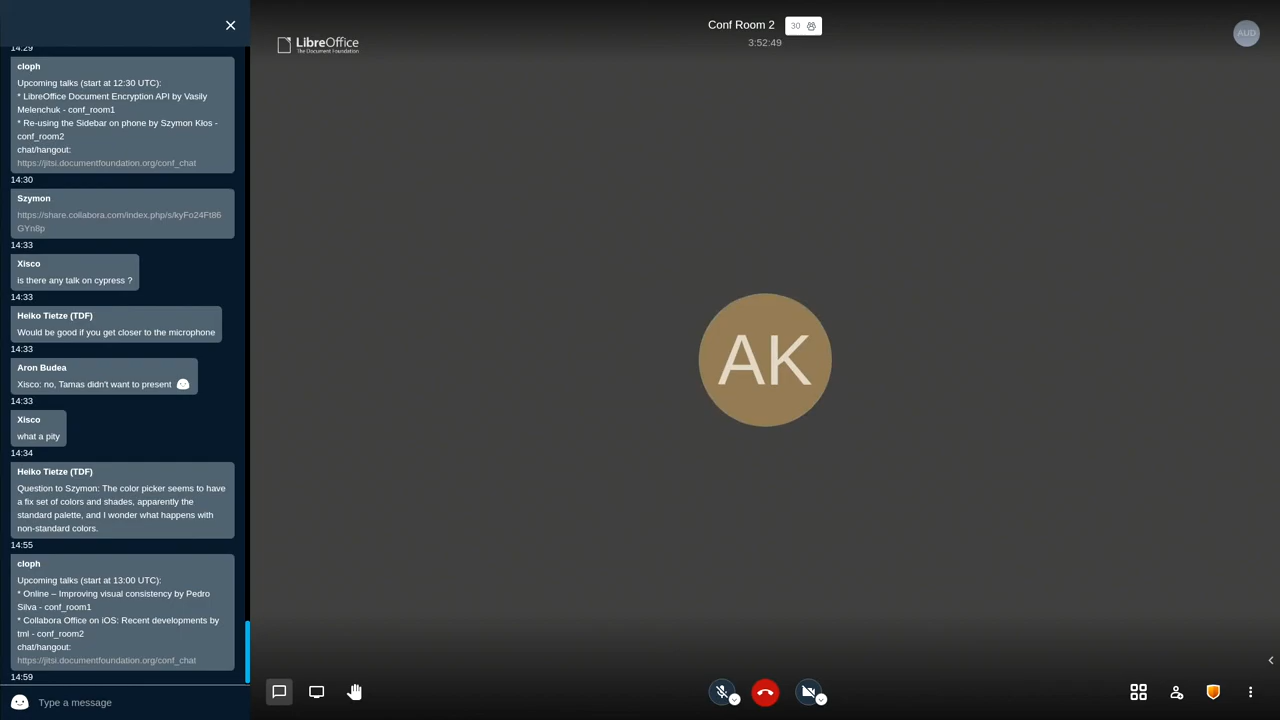 14:29
cloph
Upcoming talks (start at 12:30 UTC):
* LibreOffice Document Encryption API by Vasily
Melenchuk - conf_room1
* Re-using the Sidebar on phone by Szymon Kłos -
conf_room2
chat/hangout:
https://jitsi.documentfoundation.org/conf_chat
14:30
Szymon
https://share.collabora.com/index.php/s/kyFo24Ft86
GYn8p
14:33
Xisco
is there any talk on cypress ?
14:33
Heiko Tietze (TDF)
Would be good if you get closer to the microphone
14:33
Aron Budea
Xisco: no, Tamas didn't want to present
14:33
Xisco
what a pity
14:34
Heiko Tietze (TDF)
Question to Szymon: The color picker seems to have
a fix set of colors and shades, apparently the
standard palette, and I wonder what happens with
non-standard colors.
14:55
cloph
Upcoming talks (start at 13:00 UTC):
* Online – Improving visual consistency by Pedro
Silva - conf_room1
* Collabora Office on iOS: Recent developments by
tml - conf_room2
chat/hangout:
https://jitsi.documentfoundation.org/conf_chat
14:59
Type a message
LibreOffice
The Document Foundation
Conf Room 2
30
3:52:49
AUD
AK